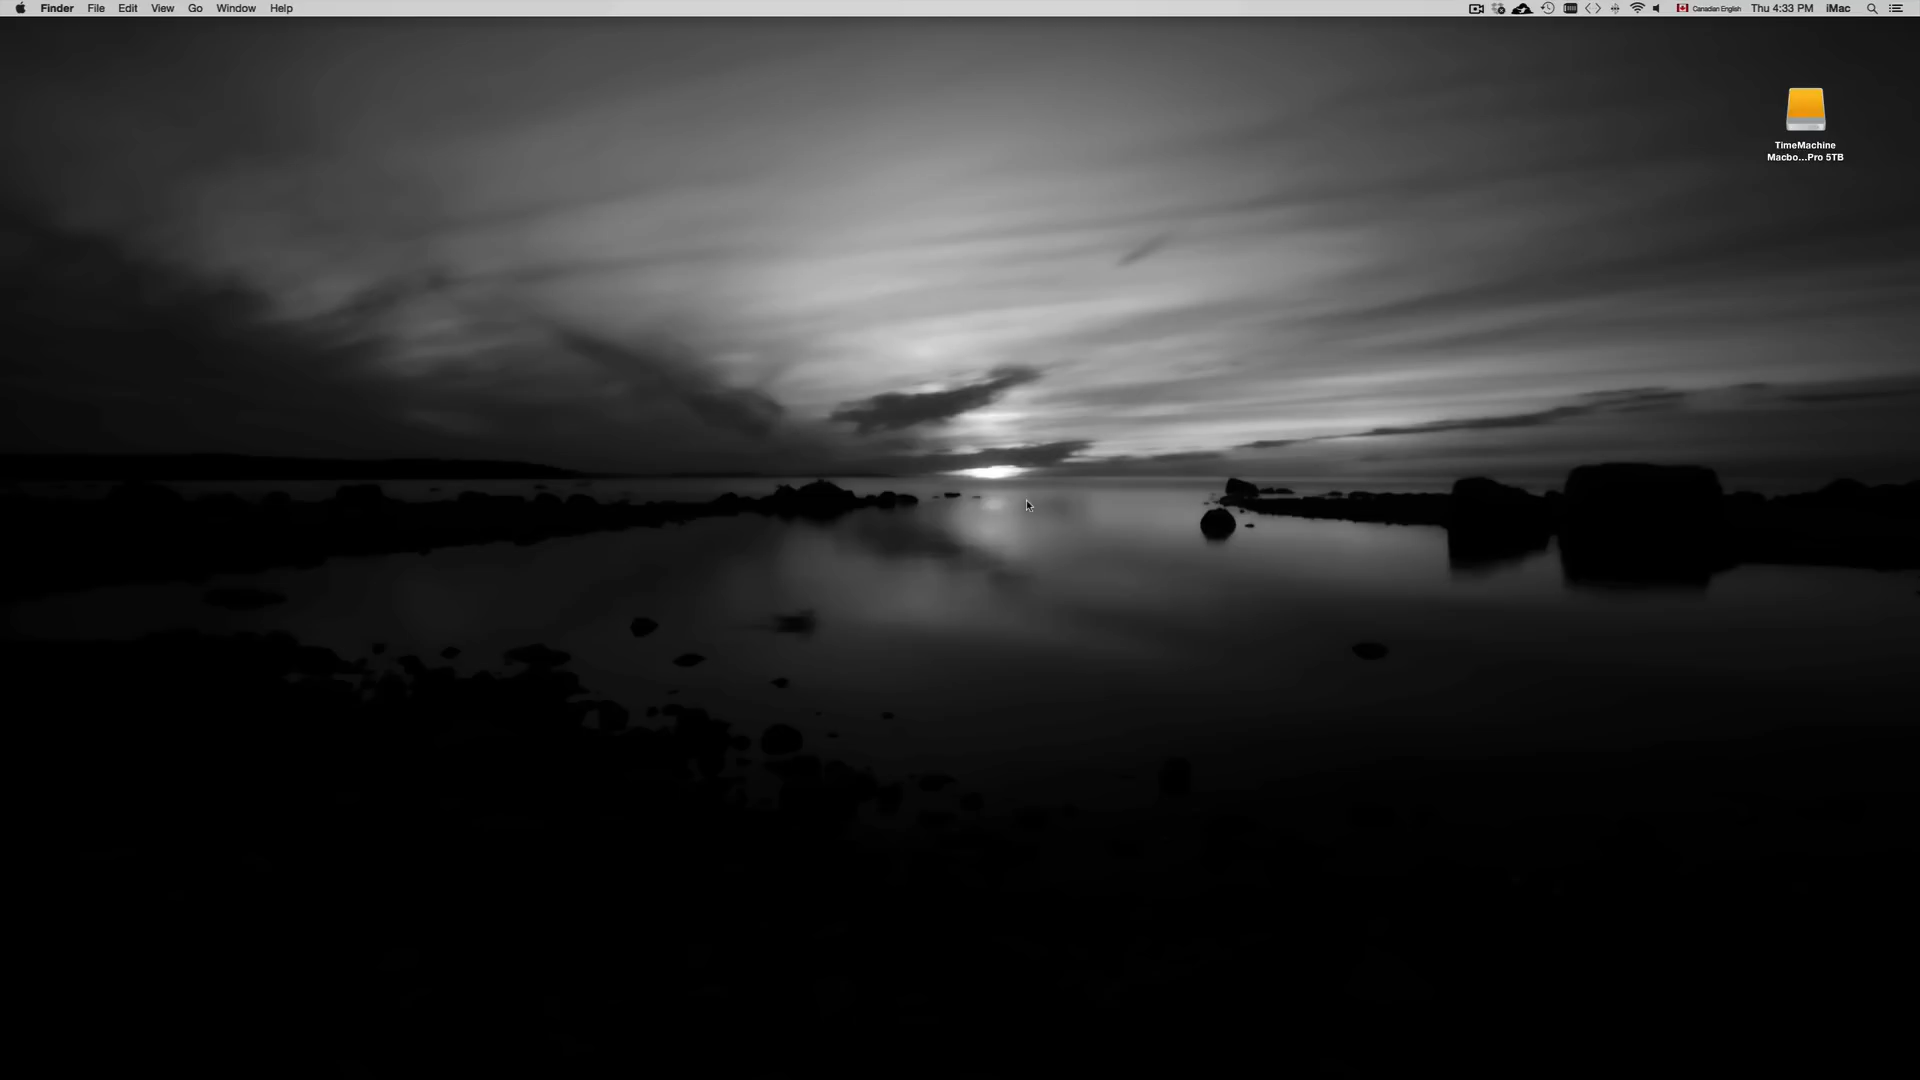 Finder File Edit View Go Window Help Canadian English Thu 4:33 PM iMac
TimeMachine
Macbo...Pro 5TB